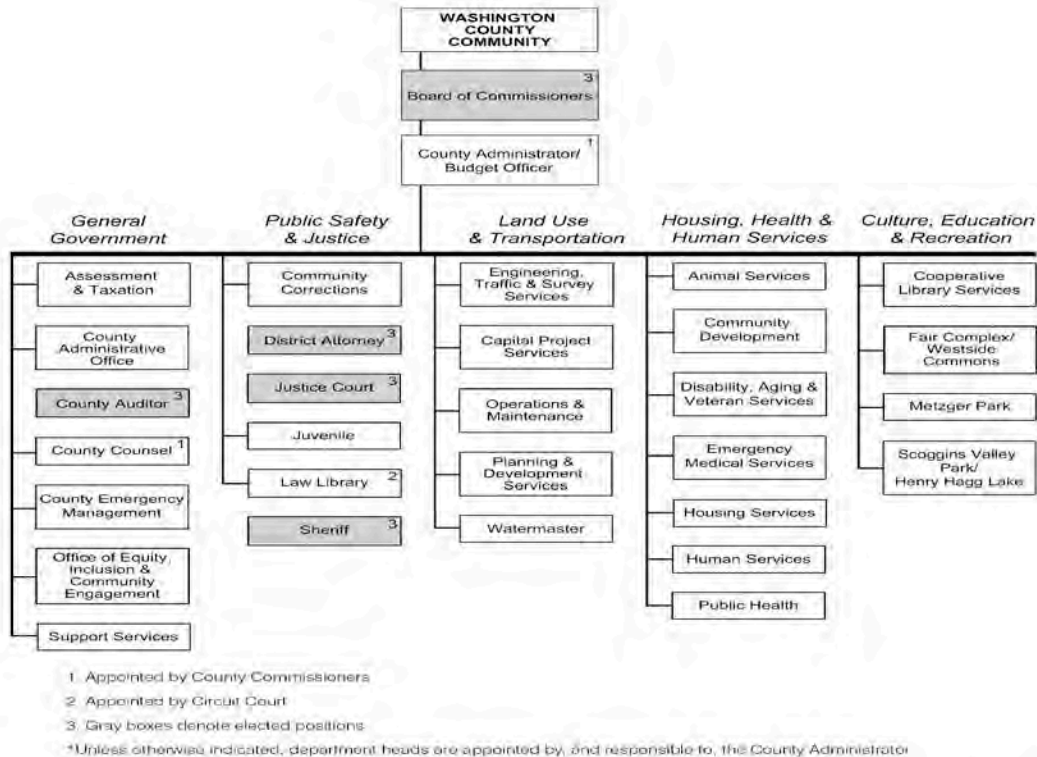 WASHINGTON
COUNTY
COMMUNITY
3
Board of Commissioners
1
County Administrator/
Budget Officer
General
Government
Assessment
& Taxation
County
Administrative
Office
County Auditor 3
County Counsel 1
County Emergency
Management
Office of Equity,
Inclusion &
Community
Engagement
Support Services
Public Safety
& Justice
Community
Corrections
District Attorney 3
Justice Court 3
Juvenile
Law Library 2
Sheriff 3
Land Use
& Transportation
Engineering,
Traffic & Survey
Services
Capital Project
Services
Operations &
Maintenance
Planning &
Development
Services
Watermaster
Housing, Health &
Human Services
Animal Services
Community
Development
Disability, Aging &
Veteran Services
Emergency
Medical Services
Housing Services
Human Services
Public Health
Culture, Education
& Recreation
Cooperative
Library Services
Fair Complex/
Westside
Commons
Metzger Park
Scoggins Valley
Park/
Henry Hagg Lake
1 Appointed by County Commissioners
2 Appointed by Circuit Court
3 Gray boxes denote elected positions
*Unless otherwise indicated, department heads are appointed by, and responsible to, the County Administrator